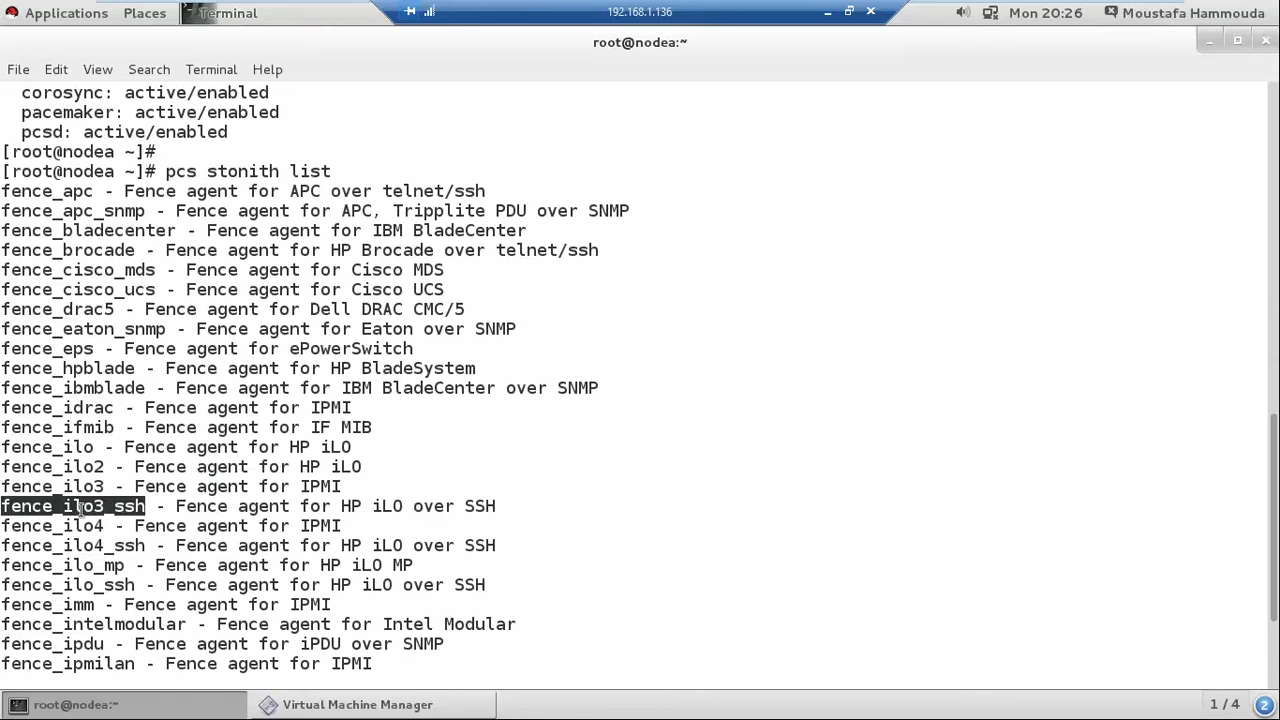 Applications Places Terminal 192.168.1.136 Mon 20:26 Moustafa Hammouda
root@nodea:~
File Edit View Search Terminal Help
corosync: active/enabled
pacemaker: active/enabled
pcsd: active/enabled
[root@nodea ~]#
[root@nodea ~]# pcs stonith list
fence_apc - Fence agent for APC over telnet/ssh
fence_apc_snmp - Fence agent for APC, Tripplite PDU over SNMP
fence_bladecenter - Fence agent for IBM BladeCenter
fence_brocade - Fence agent for HP Brocade over telnet/ssh
fence_cisco_mds - Fence agent for Cisco MDS
fence_cisco_ucs - Fence agent for Cisco UCS
fence_drac5 - Fence agent for Dell DRAC CMC/5
fence_eaton_snmp - Fence agent for Eaton over SNMP
fence_eps - Fence agent for ePowerSwitch
fence_hpblade - Fence agent for HP BladeSystem
fence_ibmblade - Fence agent for IBM BladeCenter over SNMP
fence_idrac - Fence agent for IPMI
fence_ifmib - Fence agent for IF MIB
fence_ilo - Fence agent for HP iLO
fence_ilo2 - Fence agent for HP iLO
fence_ilo3 - Fence agent for IPMI
fence_ilo3_ssh - Fence agent for HP iLO over SSH
fence_ilo4 - Fence agent for IPMI
fence_ilo4_ssh - Fence agent for HP iLO over SSH
fence_ilo_mp - Fence agent for HP iLO MP
fence_ilo_ssh - Fence agent for HP iLO over SSH
fence_imm - Fence agent for IPMI
fence_intelmodular - Fence agent for Intel Modular
fence_ipdu - Fence agent for iPDU over SNMP
fence_ipmilan - Fence agent for IPMI
root@nodea:~ Virtual Machine Manager 1 / 4 2